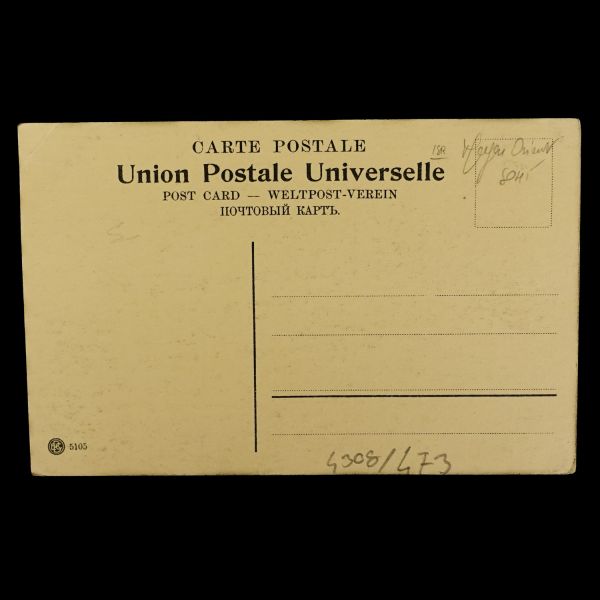 CARTE POSTALE
Union Postale Universelle
POST CARD — WELTPOST-VEREIN
ПОЧТОВЫЙ КАРТЪ.
5105
4308/473